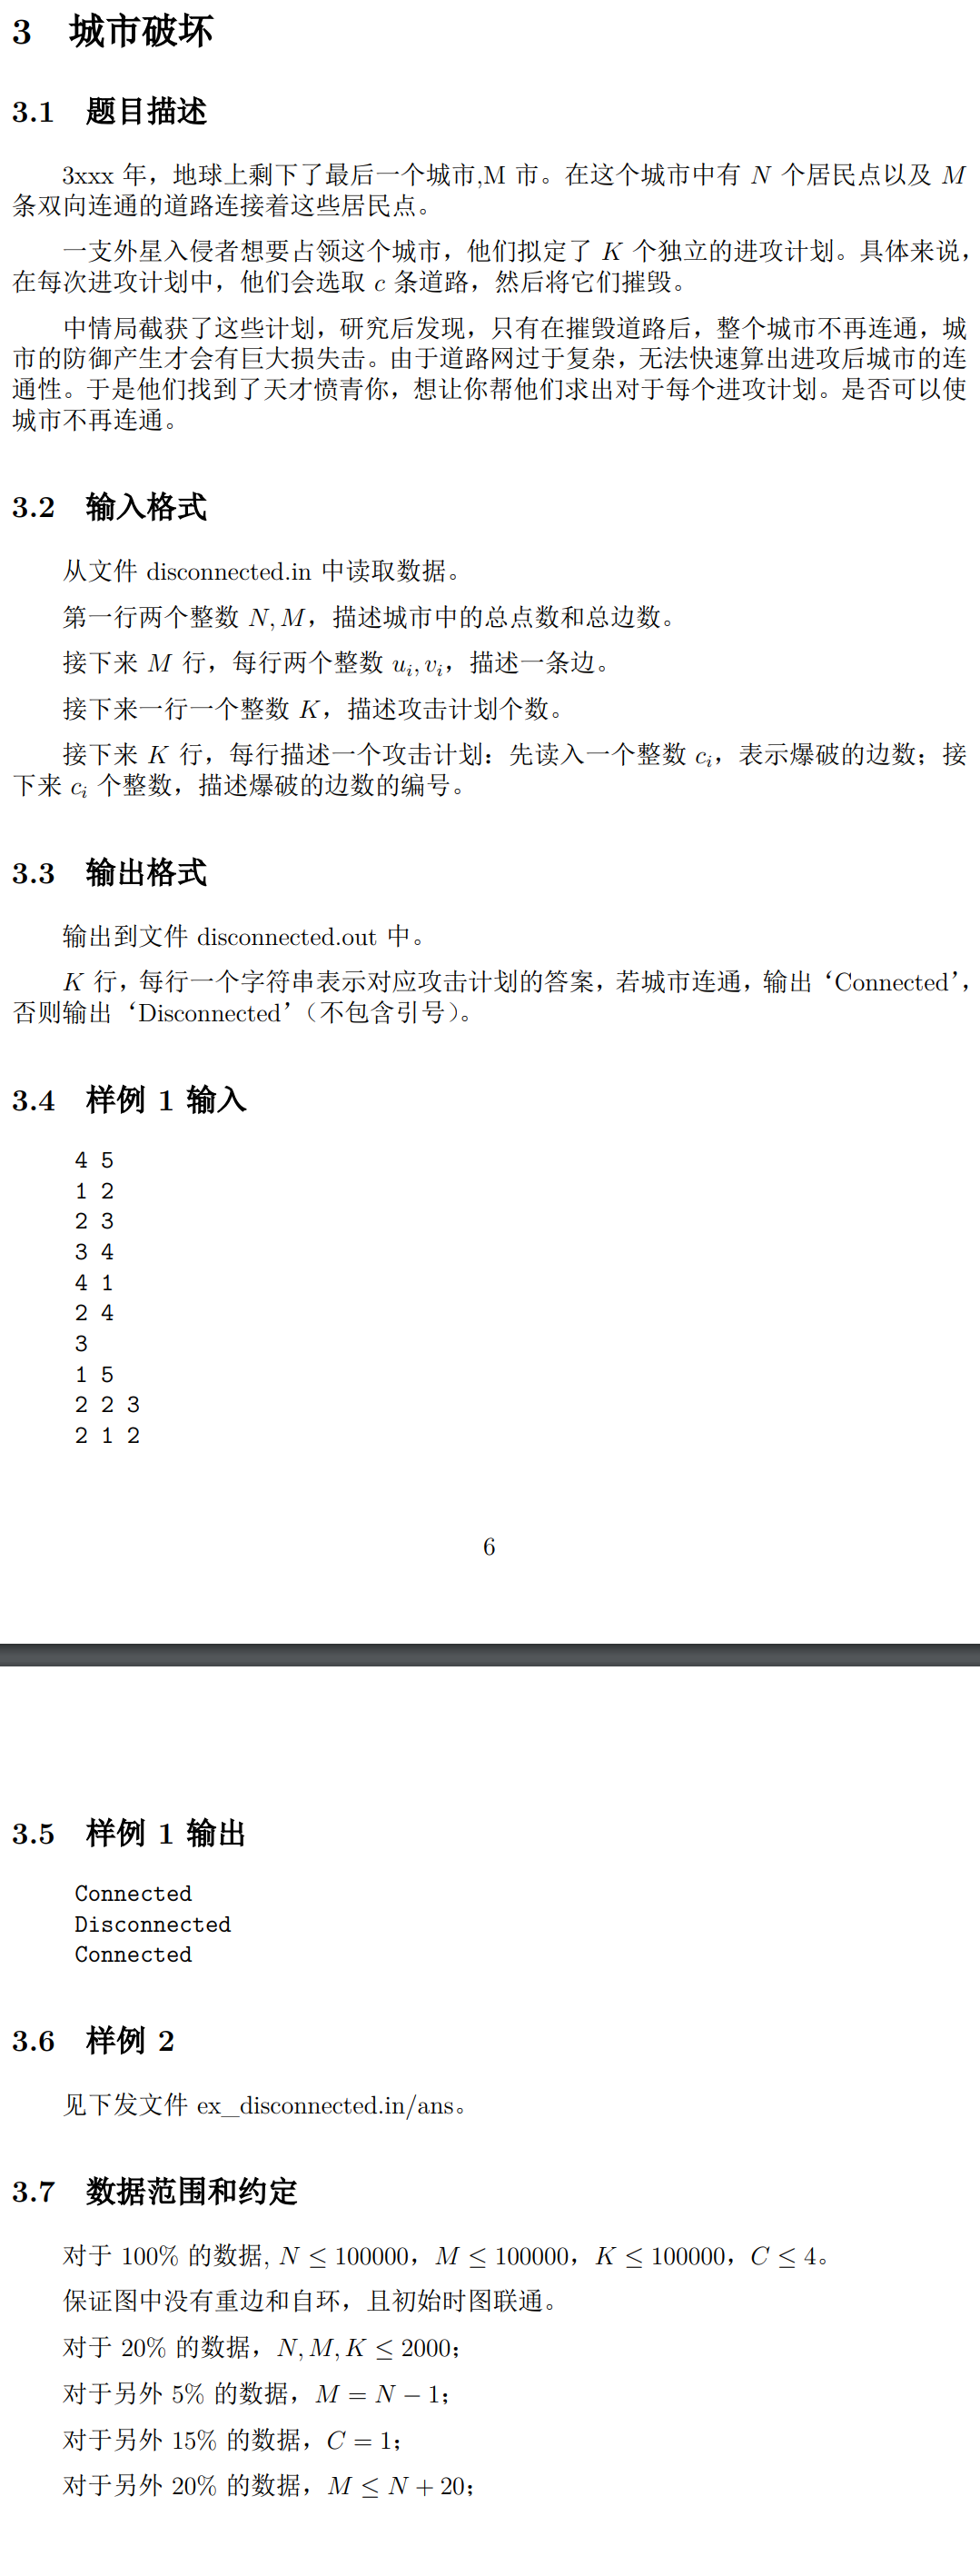 3 城市破坏
3.1 题目描述
3xxx 年，地球上剩下了最后一个城市,M 市。在这个城市中有 N 个居民点以及 M
条双向连通的道路连接着这些居民点。
一支外星入侵者想要占领这个城市，他们拟定了 K 个独立的进攻计划。具体来说，
在每次进攻计划中，他们会选取 c 条道路，然后将它们摧毁。
中情局截获了这些计划，研究后发现，只有在摧毁道路后，整个城市不再连通，城
市的防御产生才会有巨大损失击。由于道路网过于复杂，无法快速算出进攻后城市的连
通性。于是他们找到了天才愤青你，想让你帮他们求出对于每个进攻计划。是否可以使
城市不再连通。
3.2 输入格式
从文件 disconnected.in 中读取数据。
第一行两个整数 N, M，描述城市中的总点数和总边数。
接下来 M 行，每行两个整数 uᵢ, vᵢ，描述一条边。
接下来一行一个整数 K，描述攻击计划个数。
接下来 K 行，每行描述一个攻击计划：先读入一个整数 cᵢ，表示爆破的边数；接
下来 cᵢ 个整数，描述爆破的边数的编号。
3.3 输出格式
输出到文件 disconnected.out 中。
K 行，每行一个字符串表示对应攻击计划的答案，若城市连通，输出‘Connected’，
否则输出‘Disconnected’（不包含引号）。
3.4 样例 1 输入
4 5
1 2
2 3
3 4
4 1
2 4
3
1 5
2 2 3
2 1 2
6
3.5 样例 1 输出
Connected
Disconnected
Connected
3.6 样例 2
见下发文件 ex_disconnected.in/ans。
3.7 数据范围和约定
对于 100% 的数据, N ≤ 100000，M ≤ 100000，K ≤ 100000，C ≤ 4。
保证图中没有重边和自环，且初始时图联通。
对于 20% 的数据，N, M, K ≤ 2000；
对于另外 5% 的数据，M = N − 1；
对于另外 15% 的数据，C = 1；
对于另外 20% 的数据，M ≤ N + 20；